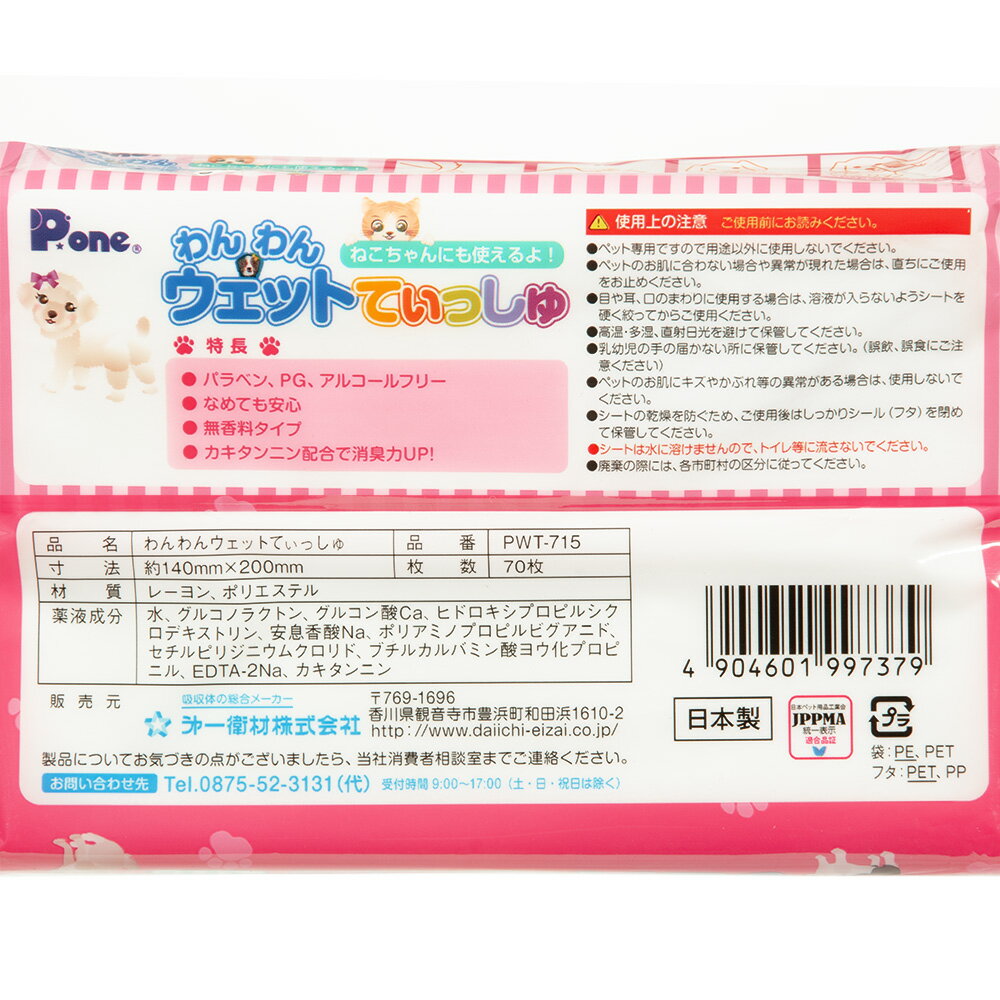 P.one®
わんわん
ねこちゃんにも使えるよ!
ウェットてぃっしゅ
特長
● パラベン、PG、アルコールフリー
● なめても安心
● 無香料タイプ
● カキタンニン配合で消臭力UP!
使用上の注意 ご使用前にお読みください。
●ペット専用ですので用途以外に使用しないでください。
●ペットのお肌に合わない場合や異常が現れた場合は、直ちにご使用
をお止めください。
●目や耳、口のまわりに使用する場合は、溶液が入らないようシートを
硬く絞ってからご使用ください。
●高温・多湿、直射日光を避けて保管してください。
●乳幼児の手の届かない所に保管してください。(誤飲、誤食にご注
意ください)
●ペットのお肌にキズやかぶれ等の異常がある場合は、使用しないで
ください。
●シートの乾燥を防ぐため、ご使用後はしっかりシール(フタ)を閉め
て保管してください。
●シートは水に溶けませんので、トイレ等に流さないでください。
●廃棄の際には、各市町村の区分に従ってください。
品名 わんわんウェットてぃっしゅ 品番 PWT-715
寸法 約140mm×200mm 枚数 70枚
材質 レーヨン、ポリエステル
薬液成分 水、グルコノラクトン、グルコン酸Ca、ヒドロキシプロピルシク
ロデキストリン、安息香酸Na、ポリアミノプロピルビグアニド、
セチルピリジニウムクロリド、ブチルカルバミン酸ヨウ化プロピ
ニル、EDTA-2Na、カキタンニン
販売元 吸収体の総合メーカー
第一衛材株式会社
〒769-1696
香川県観音寺市豊浜町和田浜1610-2
http://www.daiichi-eizai.co.jp/
製品についてお気づきの点がございましたら、当社消費者相談室までご連絡ください。
お問い合わせ先 Tel.0875-52-3131(代) 受付時間 9:00〜17:00(土・日・祝日は除く)
4 904601 997379
日本製
日本ペット用品工業会
JPPMA
統一表示
適合品証
プラ
袋:PE、PET
フタ:PET、PP